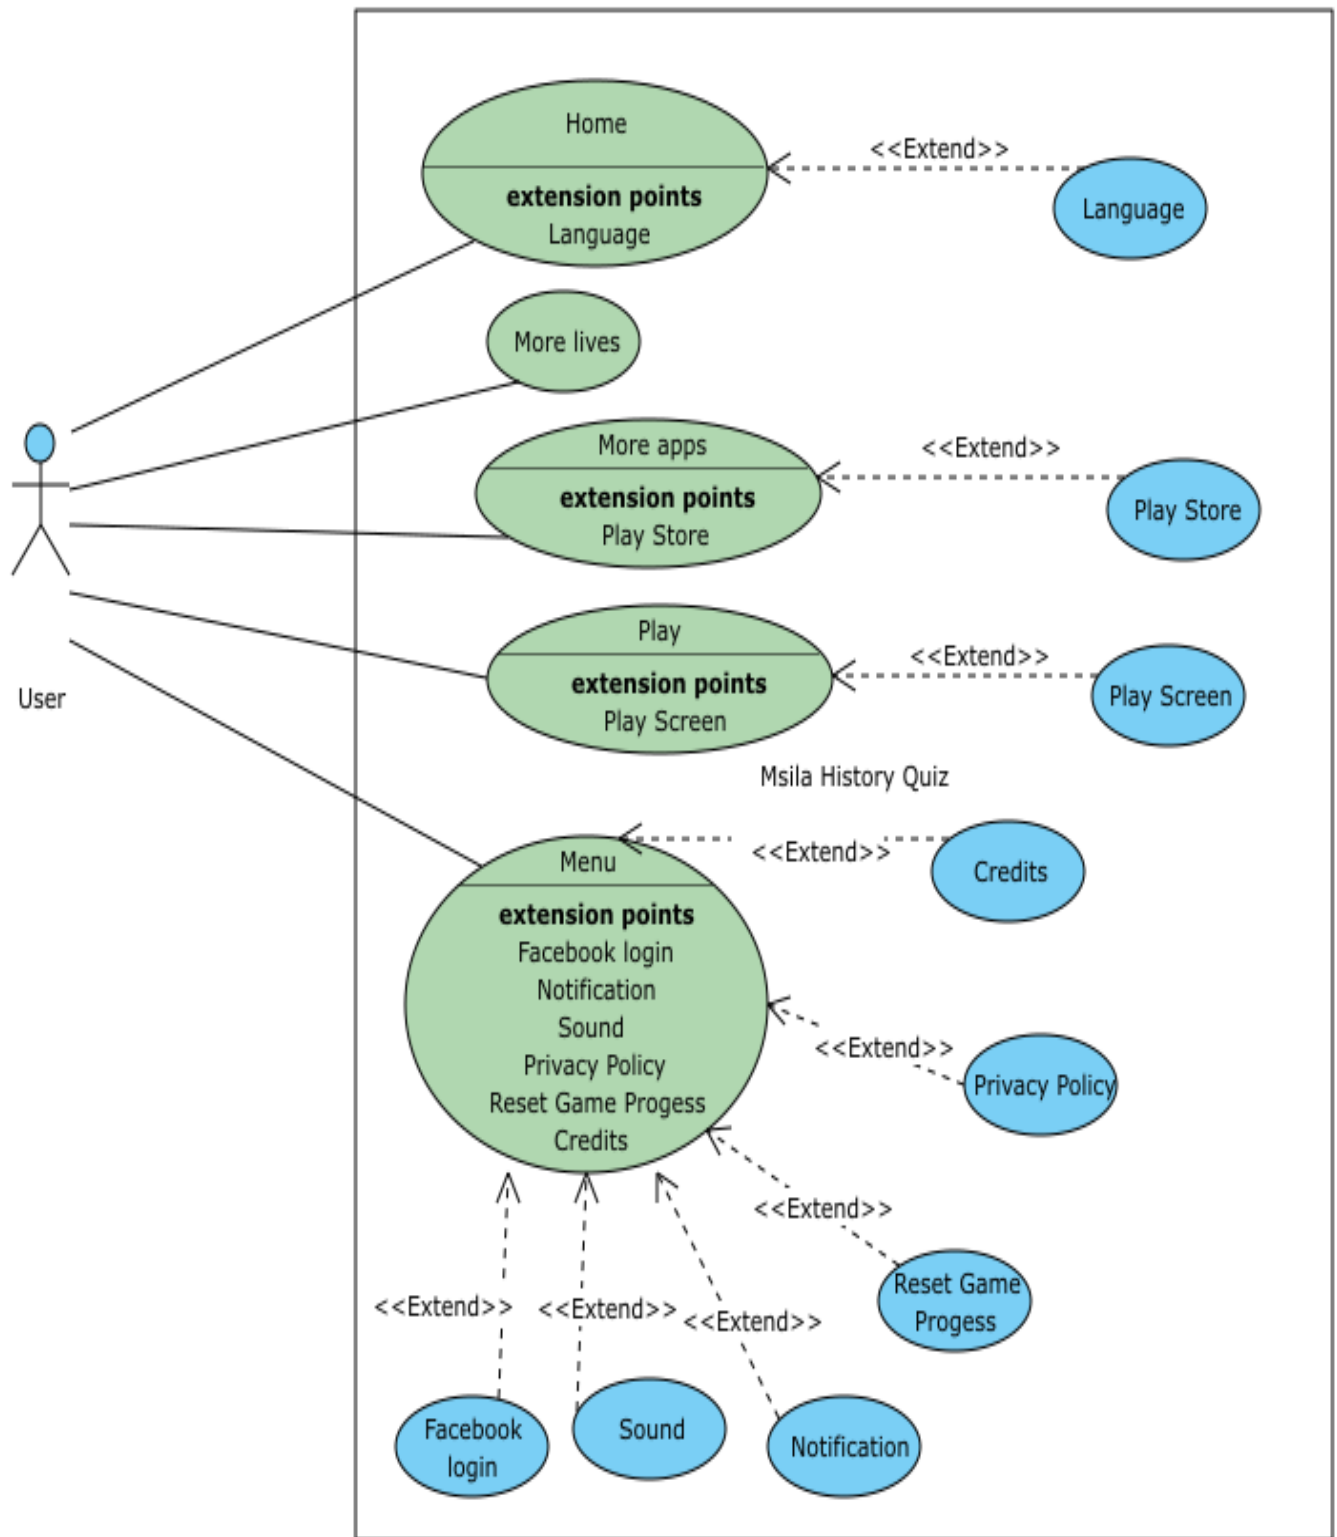 Home
<<Extend>>
extension points
Language
Language
More lives
More apps
<<Extend>>
extension points
Play Store
Play Store
Play
<<Extend>>
extension points
Play Screen
Play Screen
User
Msila History Quiz
Menu
<<Extend>>
Credits
extension points
Facebook login
Notification
Sound
Privacy Policy
Reset Game Progess
Credits
<<Extend>>
Privacy Policy
<<Extend>>
Reset Game
Progess
<<Extend>>
<<Extend>>
<<Extend>>
Facebook
login
Sound
Notification